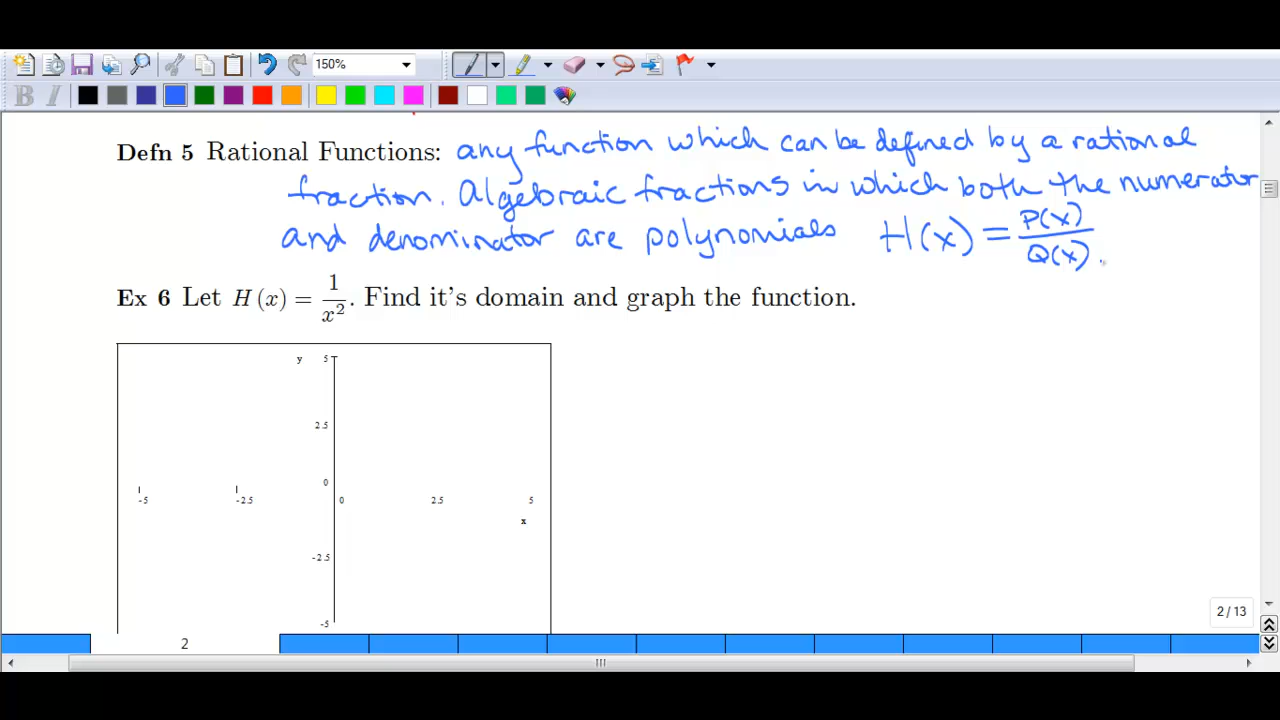 150%
B I
Defn 5 Rational Functions: any function which can be defined by a rational
fraction. Algebraic fractions in which both the numerator
and denominator are polynomials H(x) = P(x)/Q(x).
Ex 6 Let H(x) = 1/x². Find it's domain and graph the function.
y 5
2.5
0
-5 -2.5 0 2.5 5
x
-2.5
-5
2 / 13
2